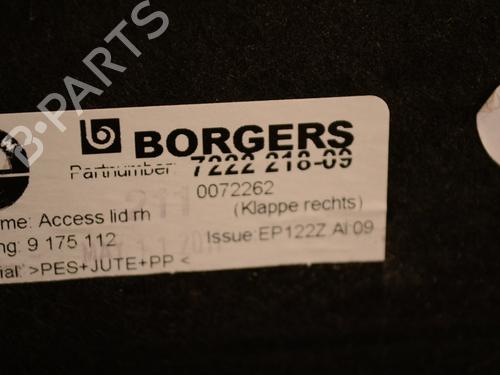 BORGERS
Partnumber: 7222 218-09
0072262
(Klappe rechts)
me: Access lid rh
ng: 9 175 112
Issue: EP122Z AI 09
ial: >PES+JUTE+PP<
211
B-PARTS